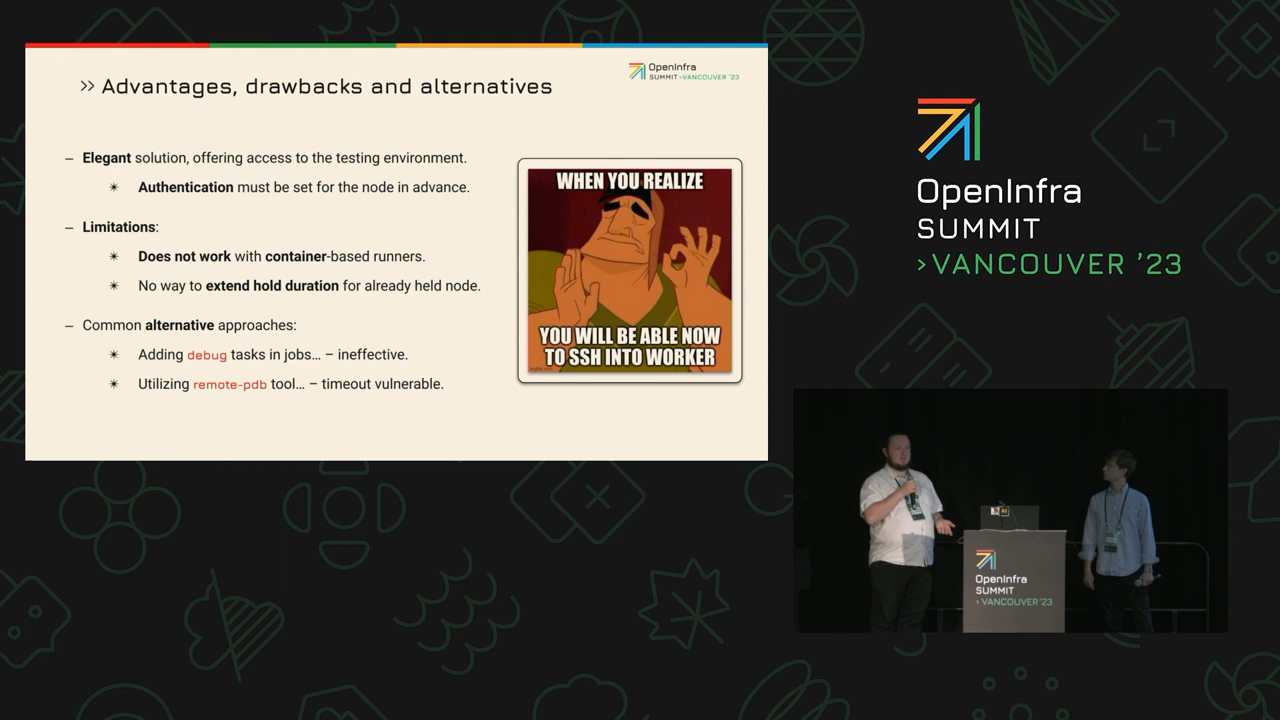 >> Advantages, drawbacks and alternatives
OpenInfra
SUMMIT >VANCOUVER '23
– Elegant solution, offering access to the testing environment.
✴ Authentication must be set for the node in advance.
– Limitations:
✴ Does not work with container-based runners.
✴ No way to extend hold duration for already held node.
– Common alternative approaches:
✴ Adding debug tasks in jobs... – ineffective.
✴ Utilizing remote-pdb tool... – timeout vulnerable.
WHEN YOU REALIZE
YOU WILL BE ABLE NOW
TO SSH INTO WORKER
OpenInfra
SUMMIT
>VANCOUVER '23
OpenInfra
SUMMIT
> VANCOUVER '23